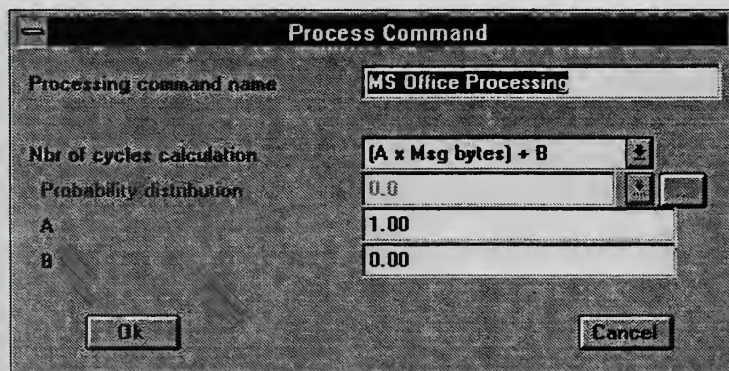 Process Command
Processing command name MS Office Processing
Nbr of cycles calculation (A x Msg bytes) + B
Probability distribution 0.0 ...
A 1.00
B 0.00
Ok Cancel